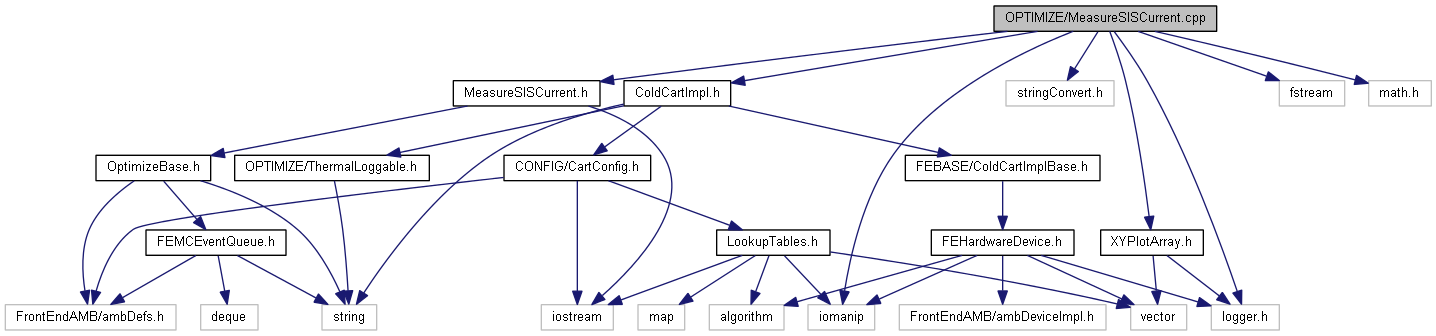 OPTIMIZE/MeasureSISCurrent.cpp
MeasureSISCurrent.h
ColdCartImpl.h
stringConvert.h
fstream
math.h
OptimizeBase.h
OPTIMIZE/ThermalLoggable.h
CONFIG/CartConfig.h
FEBASE/ColdCartImplBase.h
FEMCEventQueue.h
LookupTables.h
FEHardwareDevice.h
XYPlotArray.h
FrontEndAMB/ambDefs.h
deque
string
iostream
map
algorithm
iomanip
FrontEndAMB/ambDeviceImpl.h
vector
logger.h